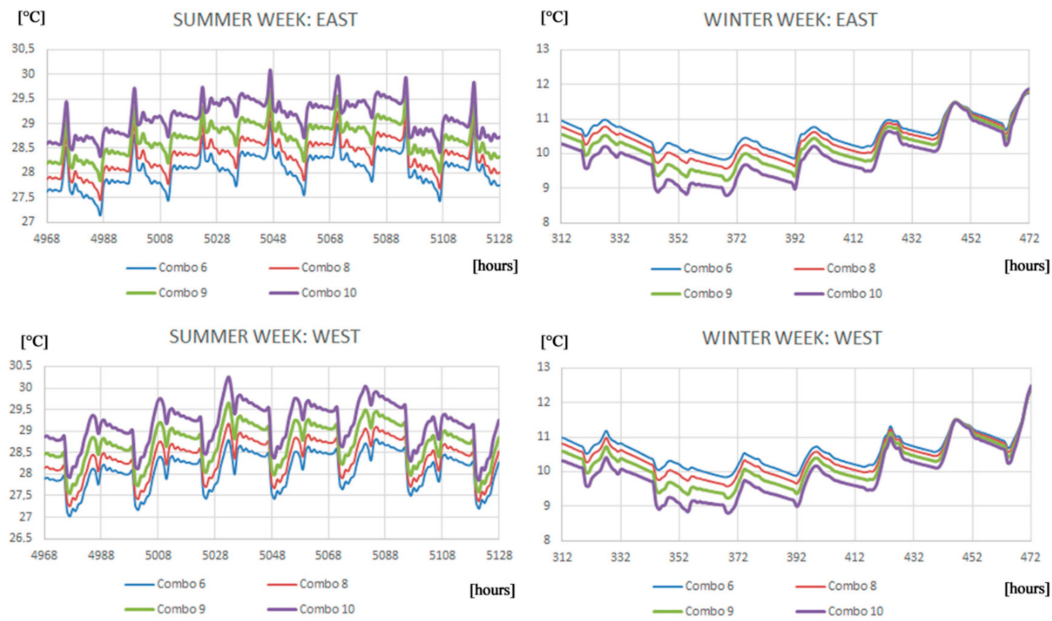 [°C]
SUMMER WEEK: EAST
30,5
30
29.5
29
28.5
28
27,5
27
4968 4988 5008 5028 5048 5068 5088 5108 5128
[hours]
Combo 6 Combo 8
Combo 9 Combo 10
[°C]
WINTER WEEK: EAST
13
12
11
10
9
8
312 332 352 372 392 412 432 452 472
[hours]
Combo 6 Combo 8
Combo 9 Combo 10
[°C]
SUMMER WEEK: WEST
30.5
30
29.5
29
28.5
28
27.5
27
26.5
4968 4988 5008 5028 5048 5068 5088 5108 5128
[hours]
Combo 6 Combo 8
Combo 9 Combo 10
[°C]
WINTER WEEK: WEST
13
12
11
10
9
8
312 332 352 372 392 412 432 452 472
[hours]
Combo 6 Combo 8
Combo 9 Combo 10